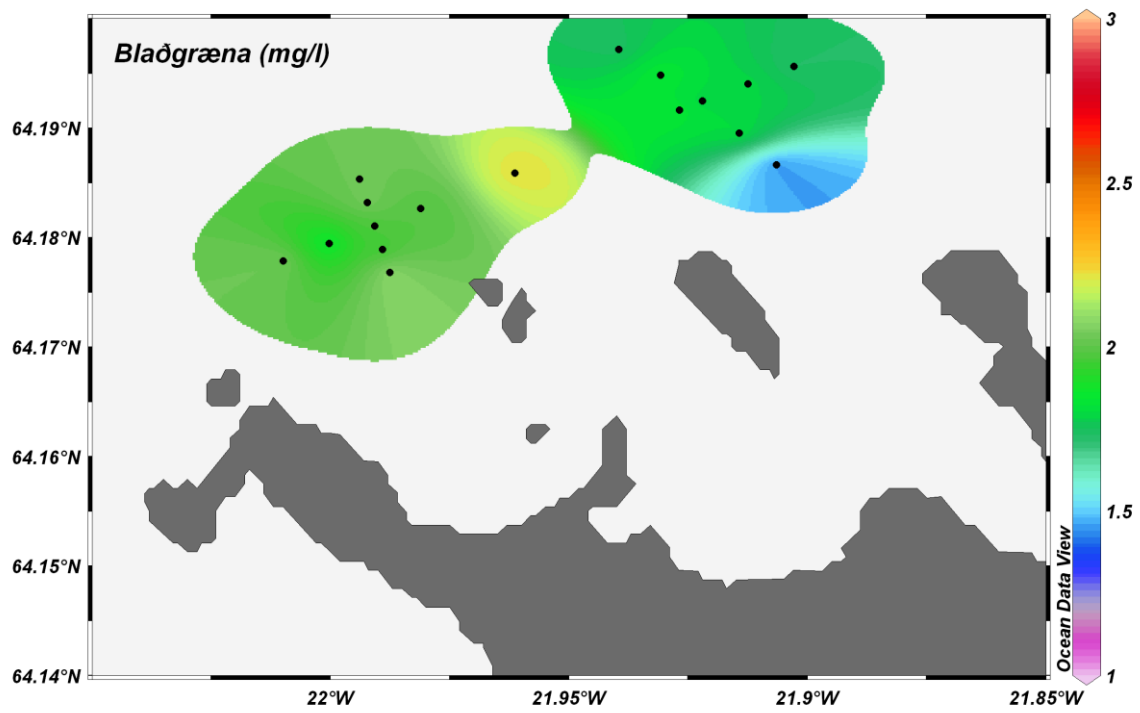 Blaðgræna (mg/l)
64.19°N
64.18°N
64.17°N
64.16°N
64.15°N
64.14°N
22°W
21.95°W
21.9°W
21.85°W
3
2.5
2
1.5
1
Ocean Data View